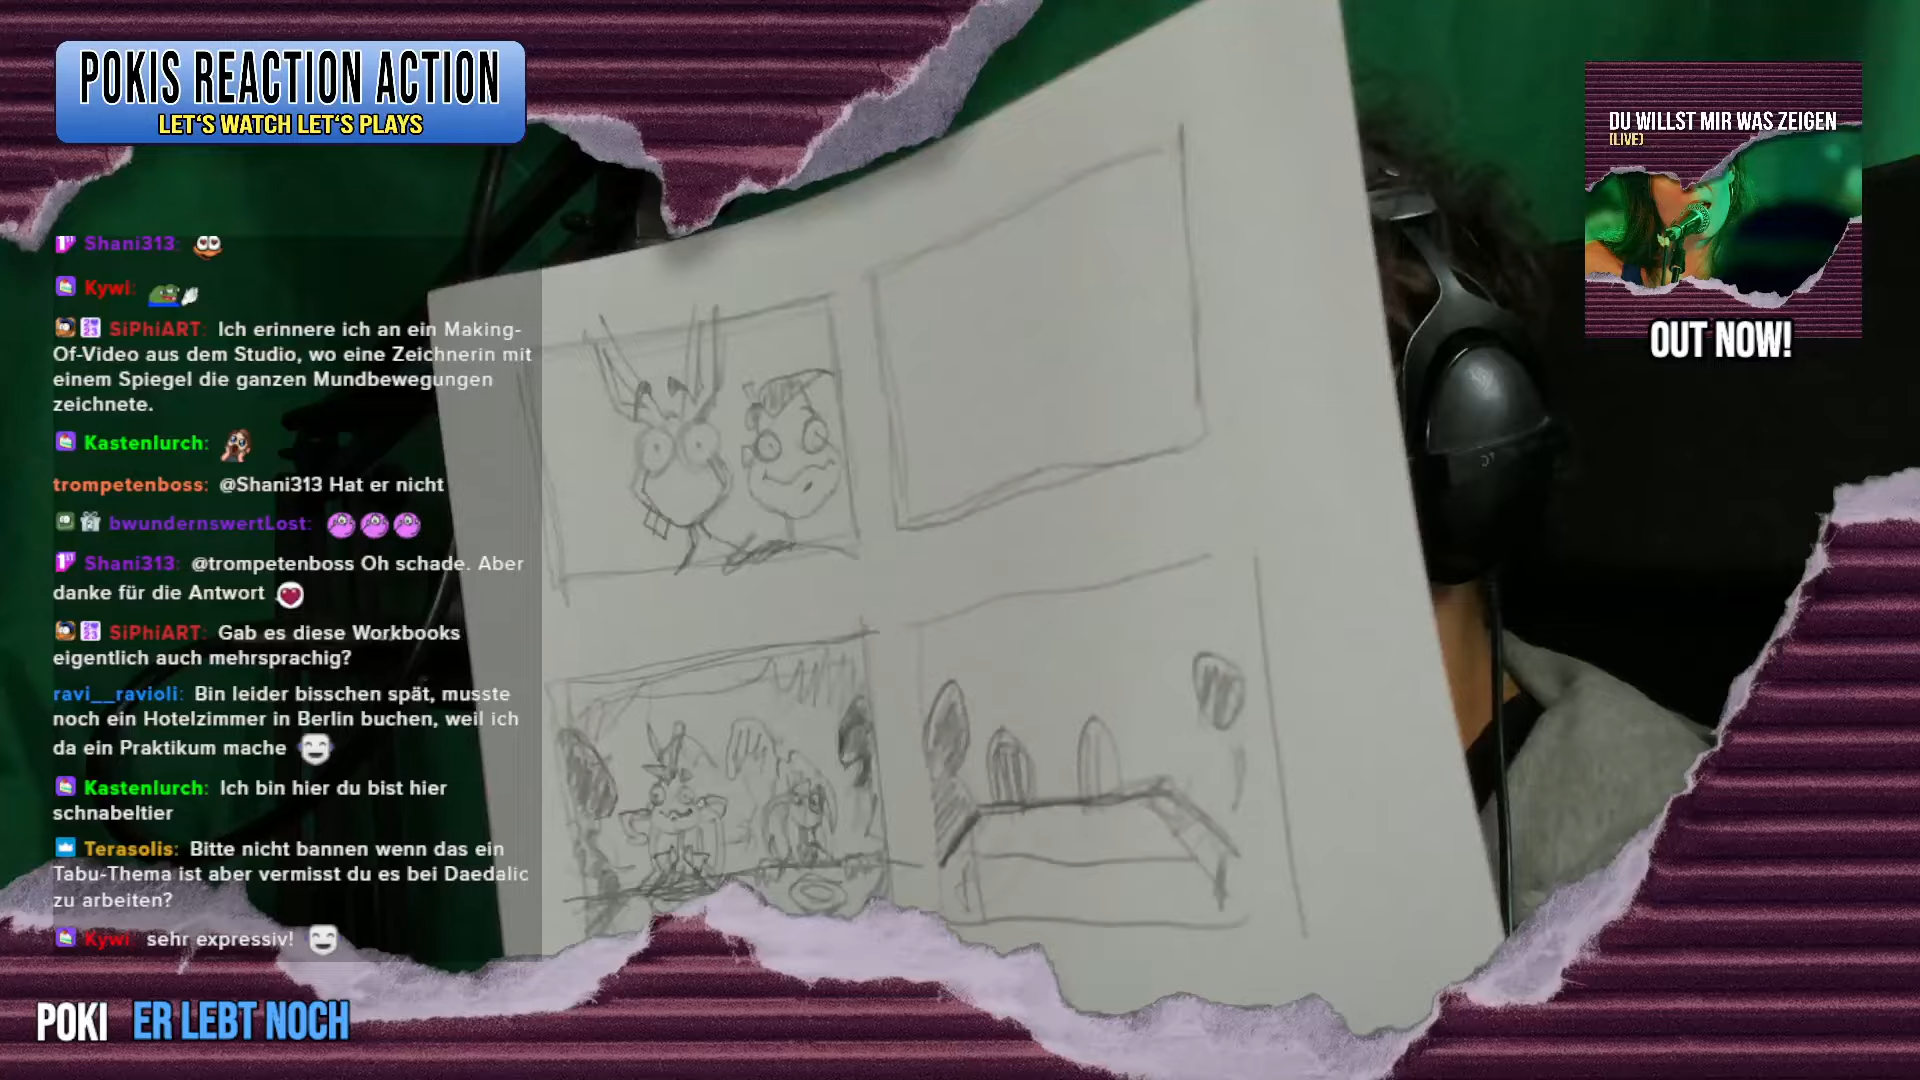 POKIS REACTION ACTION
LET'S WATCH LET'S PLAYS
DU WILLST MIR WAS ZEIGEN
(LIVE)
OUT NOW!
Shani313:
Kywi:
SiPhiART: Ich erinnere ich an ein Making-
Of-Video aus dem Studio, wo eine Zeichnerin mit
einem Spiegel die ganzen Mundbewegungen
zeichnete.
Kastenlurch:
trompetenboss: @Shani313 Hat er nicht
bwundernswertLost:
Shani313: @trompetenboss Oh schade. Aber
danke für die Antwort
SiPhiART: Gab es diese Workbooks
eigentlich auch mehrsprachig?
ravi__ravioli: Bin leider bisschen spät, musste
noch ein Hotelzimmer in Berlin buchen, weil ich
da ein Praktikum mache
Kastenlurch: Ich bin hier du bist hier
schnabeltier
Terasolis: Bitte nicht bannen wenn das ein
Tabu-Thema ist aber vermisst du es bei Daedalic
zu arbeiten?
Kywi: sehr expressiv!
POKI ER LEBT NOCH